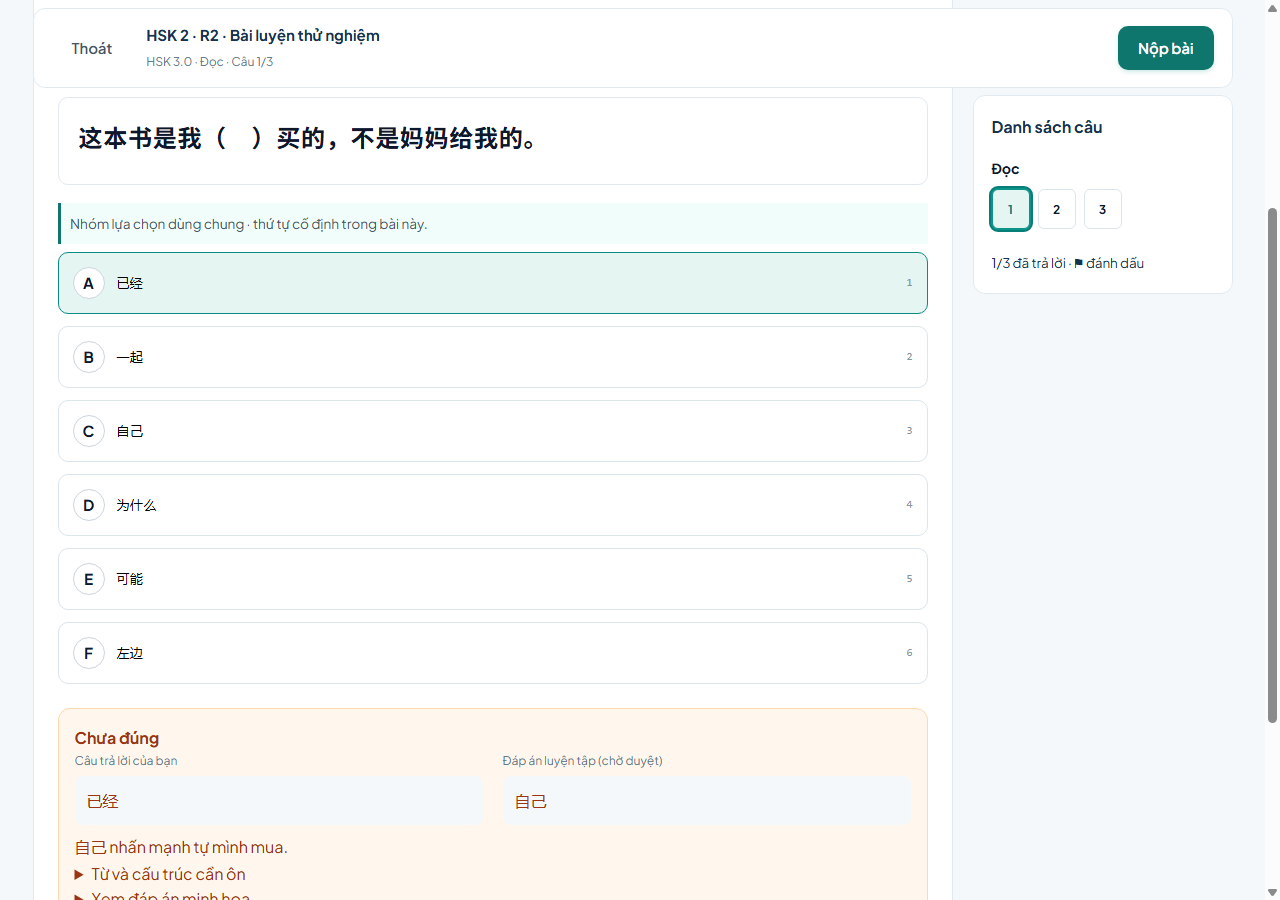 Thoát
HSK 2 · R2 · Bài luyện thử nghiệm
HSK 3.0 · Đọc · Câu 1/3
Nộp bài
这本书是我（　）买的，不是妈妈给我的。
Nhóm lựa chọn dùng chung · thứ tự cố định trong bài này.
A 已经 1
B 一起 2
C 自己 3
D 为什么 4
E 可能 5
F 左边 6
Chưa đúng
Câu trả lời của bạn
已经
Đáp án luyện tập (chờ duyệt)
自己
自己 nhấn mạnh tự mình mua.
▶ Từ và cấu trúc cần ôn
▶ Xem đáp án minh họa
Danh sách câu
Đọc
1 2 3
1/3 đã trả lời · ⚑ đánh dấu